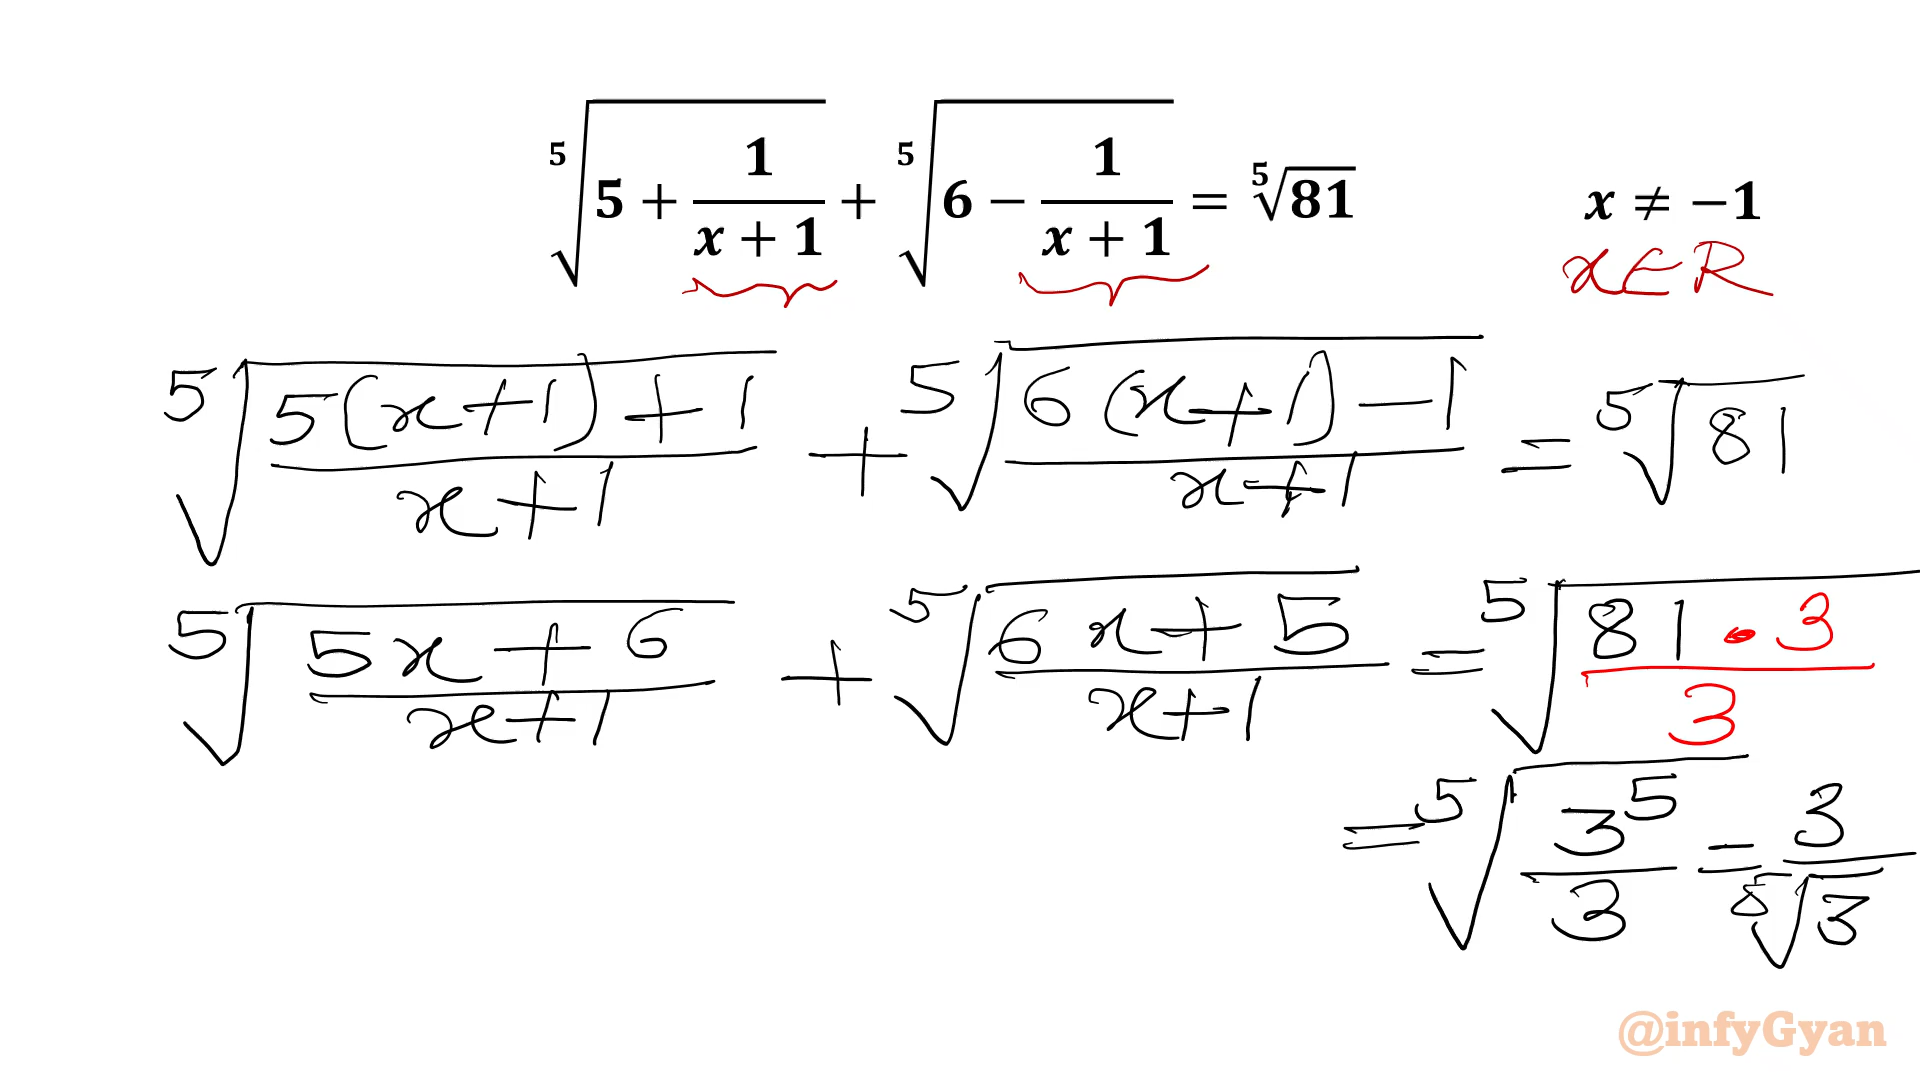 ⁵√(5 + 1/(x + 1)) + ⁵√(6 − 1/(x + 1)) = ⁵√81    x ≠ −1
x ∈ R
⁵√((5(x+1)+1)/(x+1)) + ⁵√((6(x+1)−1)/(x+1)) = ⁵√81
⁵√((5x+6)/(x+1)) + ⁵√((6x+5)/(x+1)) = ⁵√((81·3)/3)
= ⁵√(3⁵/3) = 3/⁵√3
@infyGyan